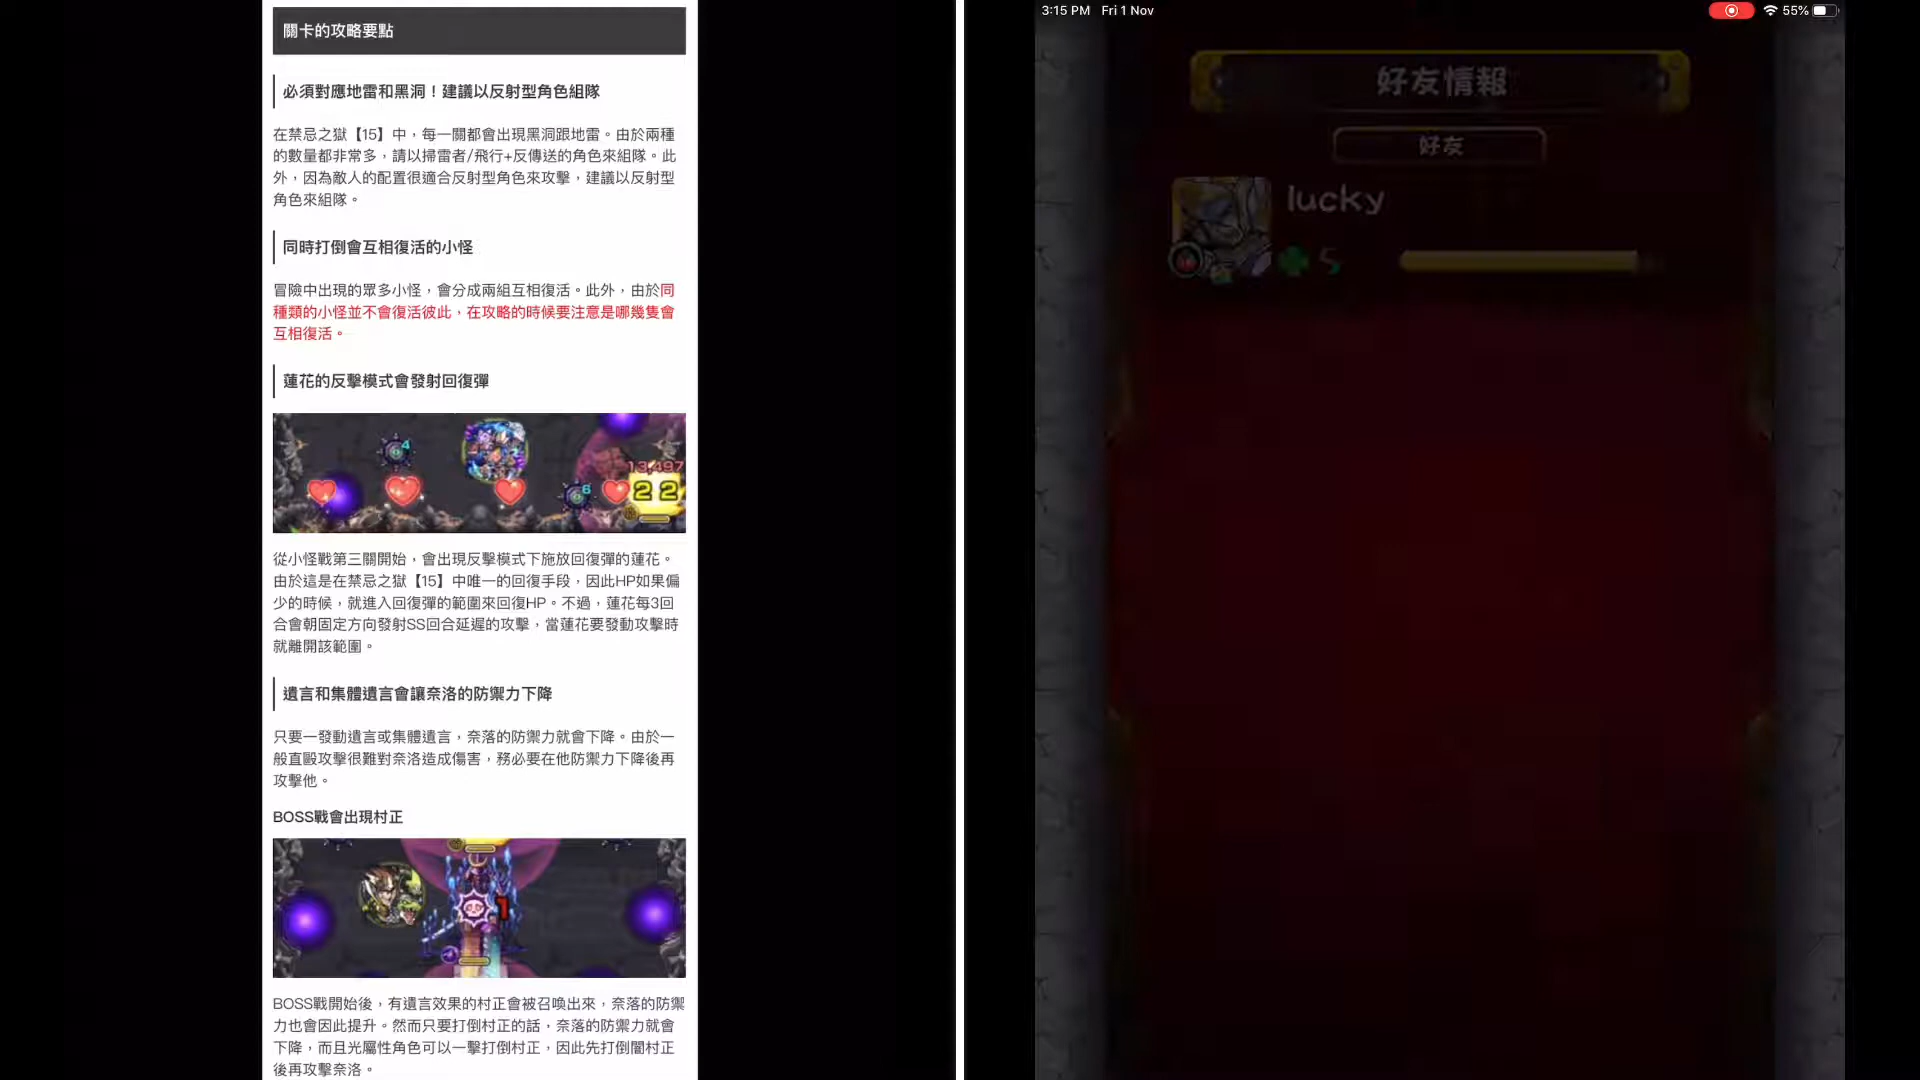 關卡的攻略要點
必須對應地雷和黑洞！建議以反射型角色組隊
在禁忌之獄【15】中，每一關都會出現黑洞跟地雷。由於兩種
的數量都非常多，請以掃雷者/飛行+反傳送的角色來組隊。此
外，因為敵人的配置很適合反射型角色來攻擊，建議以反射型
角色來組隊。
同時打倒會互相復活的小怪
冒險中出現的眾多小怪，會分成兩組互相復活。此外，由於同
種類的小怪並不會復活彼此，在攻略的時候要注意是哪幾隻會
互相復活。
蓮花的反擊模式會發射回復彈
4
13,497
6
22
從小怪戰第三關開始，會出現反擊模式下施放回復彈的蓮花。
由於這是在禁忌之獄【15】中唯一的回復手段，因此HP如果偏
少的時候，就進入回復彈的範圍來回復HP。不過，蓮花每3回
合會朝固定方向發射SS回合延遲的攻擊，當蓮花要發動攻擊時
就離開該範圍。
遺言和集體遺言會讓奈洛的防禦力下降
只要一發動遺言或集體遺言，奈落的防禦力就會下降。由於一
般直毆攻擊很難對奈洛造成傷害，務必要在他防禦力下降後再
攻擊他。
BOSS戰會出現村正
1
BOSS戰開始後，有遺言效果的村正會被召喚出來，奈落的防禦
力也會因此提升。然而只要打倒村正的話，奈落的防禦力就會
下降，而且光屬性角色可以一擊打倒村正，因此先打倒闇村正
後再攻擊奈洛。
3:15 PM Fri 1 Nov
55%
好友情報
好友
lucky
5